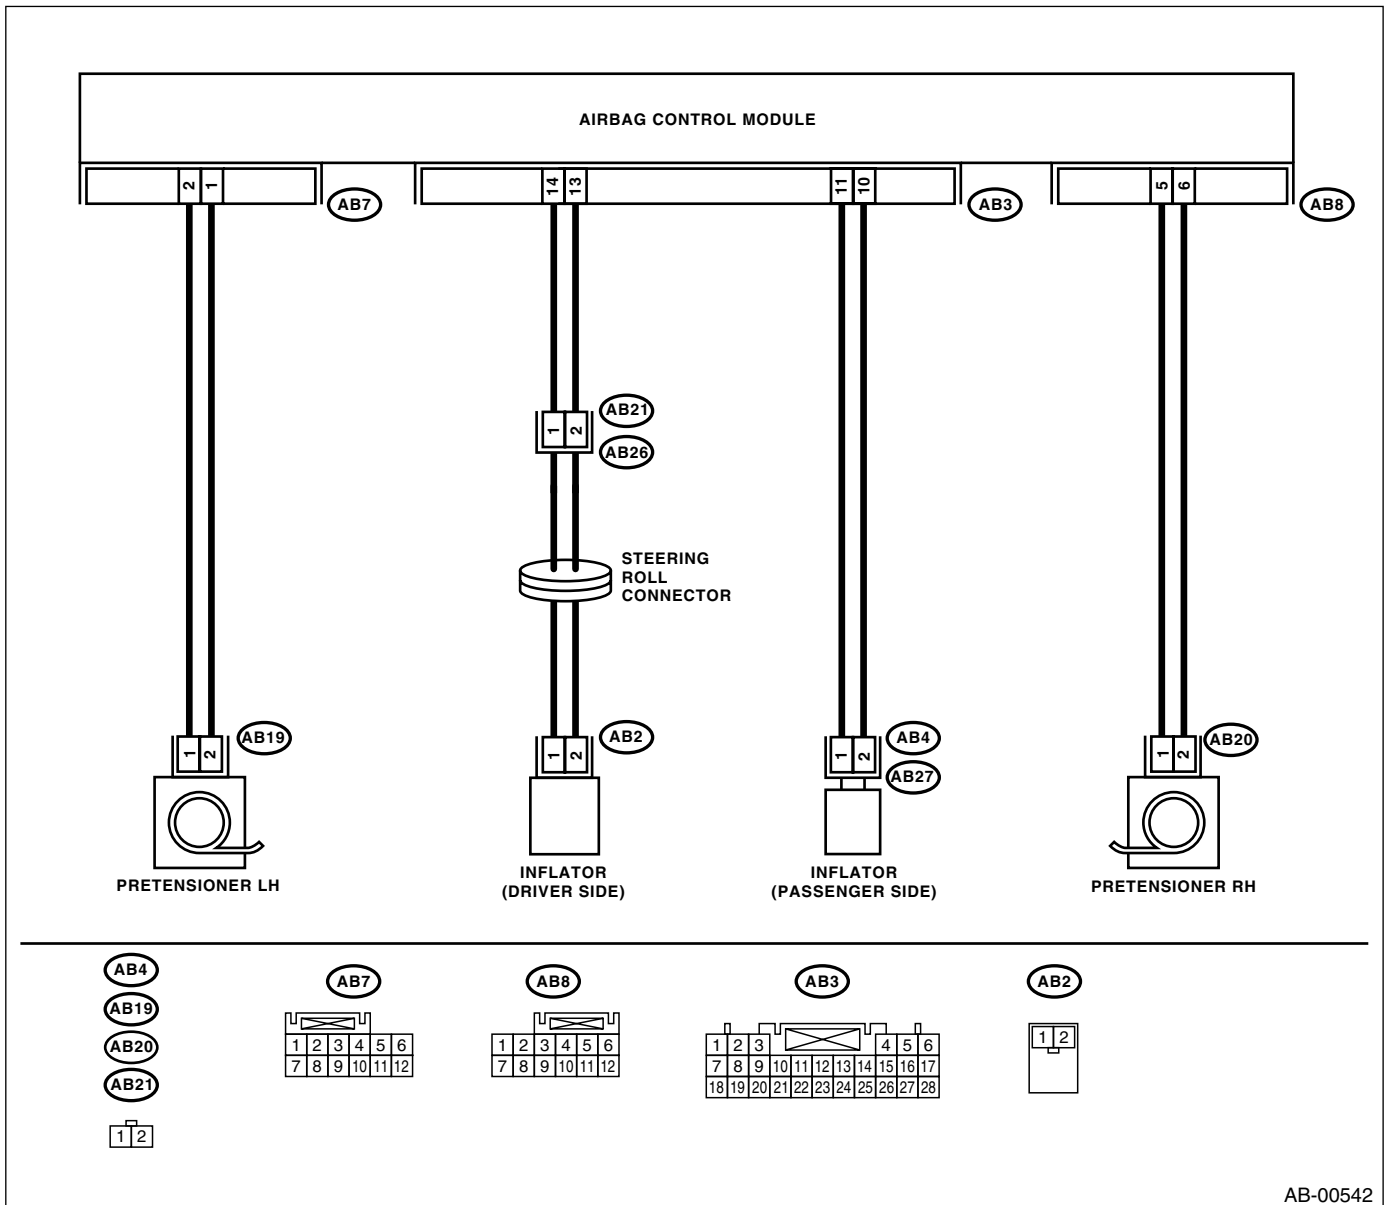 AIRBAG CONTROL MODULE
2 1 14 13 11 10 5 6
AB7 AB3 AB8
AB21
1 2
AB26
STEERING
ROLL
CONNECTOR
AB19 AB2 AB4 AB20
1 2 1 2 1 2 1 2
AB27
PRETENSIONER LH
INFLATOR
(DRIVER SIDE)
INFLATOR
(PASSENGER SIDE)
PRETENSIONER RH
AB4
AB19
AB20
AB21
1 2
AB7
1 2 3 4 5 6
7 8 9 10 11 12
AB8
1 2 3 4 5 6
7 8 9 10 11 12
AB3
1 2 3 4 5 6
7 8 9 10 11 12 13 14 15 16 17
18 19 20 21 22 23 24 25 26 27 28
AB2
1 2
AB-00542